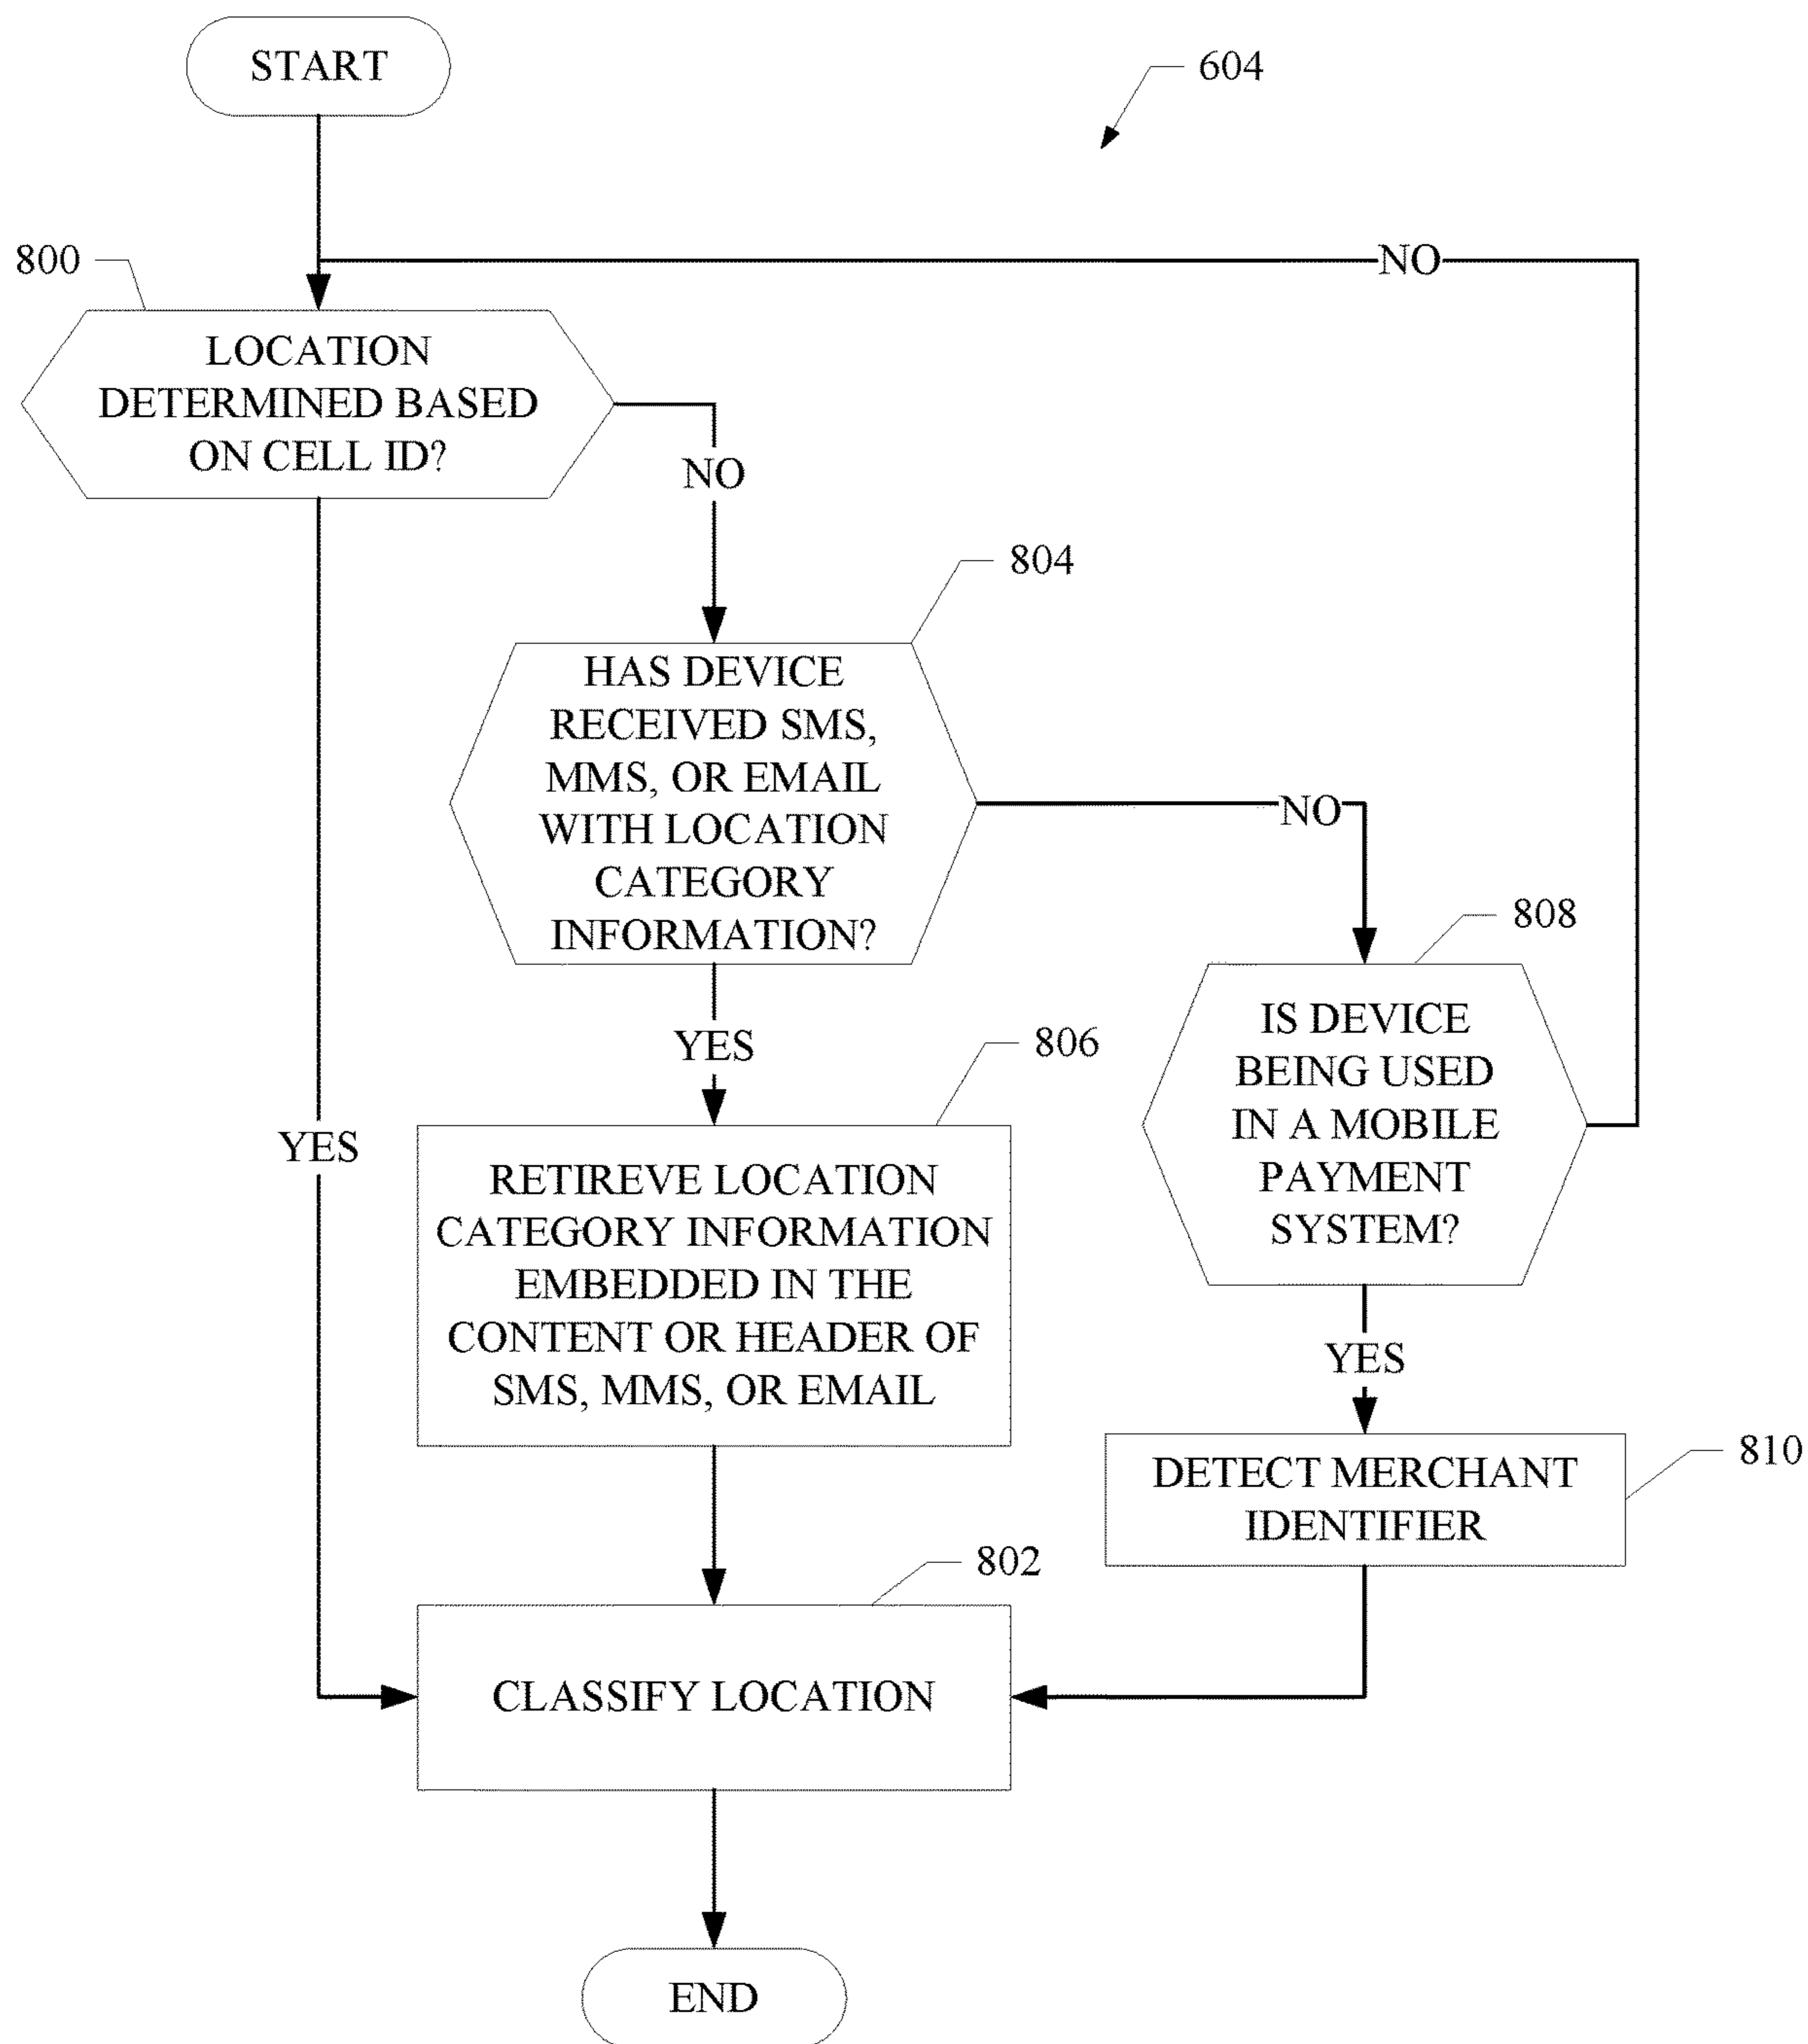 START
604
NO
800
LOCATION
DETERMINED BASED
ON CELL ID?
NO
804
HAS DEVICE
RECEIVED SMS,
MMS, OR EMAIL
WITH LOCATION
CATEGORY
INFORMATION?
NO
808
IS DEVICE
BEING USED
IN A MOBILE
PAYMENT
SYSTEM?
YES
806
YES
RETIREVE LOCATION
CATEGORY INFORMATION
EMBEDDED IN THE
CONTENT OR HEADER OF
SMS, MMS, OR EMAIL
YES
810
DETECT MERCHANT
IDENTIFIER
802
CLASSIFY LOCATION
END